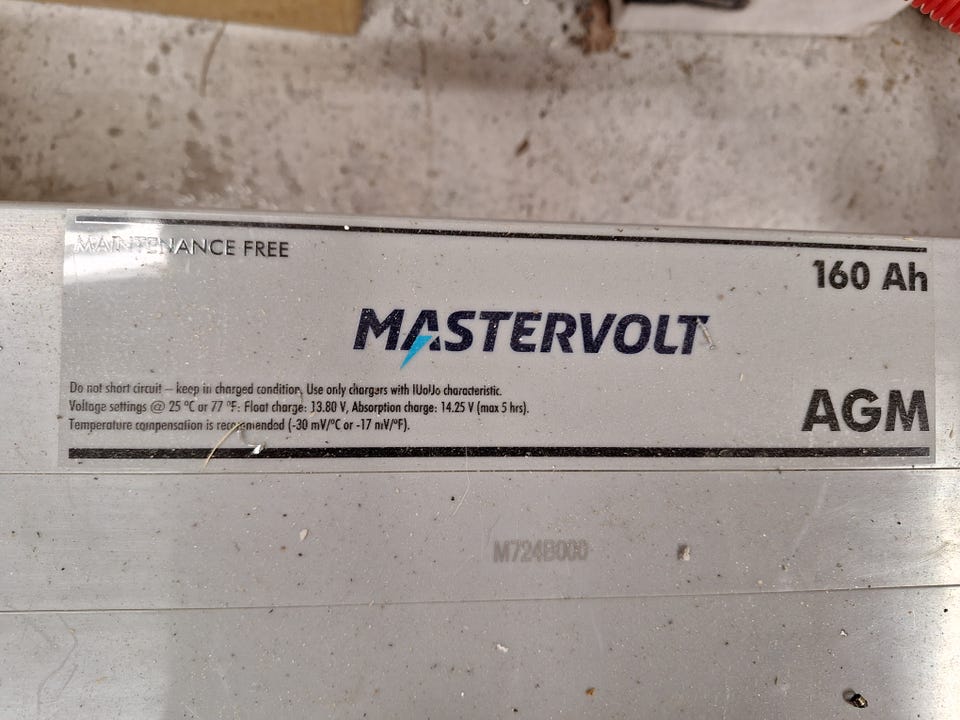 MAINTENANCE FREE
160 Ah
MASTERVOLT
Do not short circuit – keep in charged condition. Use only chargers with IUoUo characteristic.
Voltage settings @ 25 °C or 77 °F: Float charge: 13.80 V, Absorption charge: 14.25 V (max 5 hrs).
Temperature compensation is recommended (-30 mV/°C or -17 mV/°F).
AGM
M724B000